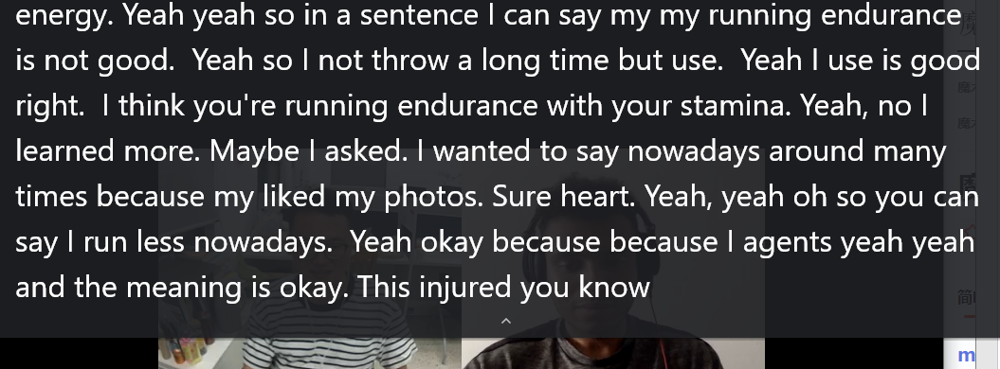 energy. Yeah yeah so in a sentence I can say my my running endurance
is not good.  Yeah so I not throw a long time but use.  Yeah I use is good
right.  I think you're running endurance with your stamina. Yeah, no I
learned more. Maybe I asked. I wanted to say nowadays around many
times because my liked my photos. Sure heart. Yeah, yeah oh so you can
say I run less nowadays.  Yeah okay because because I agents yeah yeah
and the meaning is okay. This injured you know
m